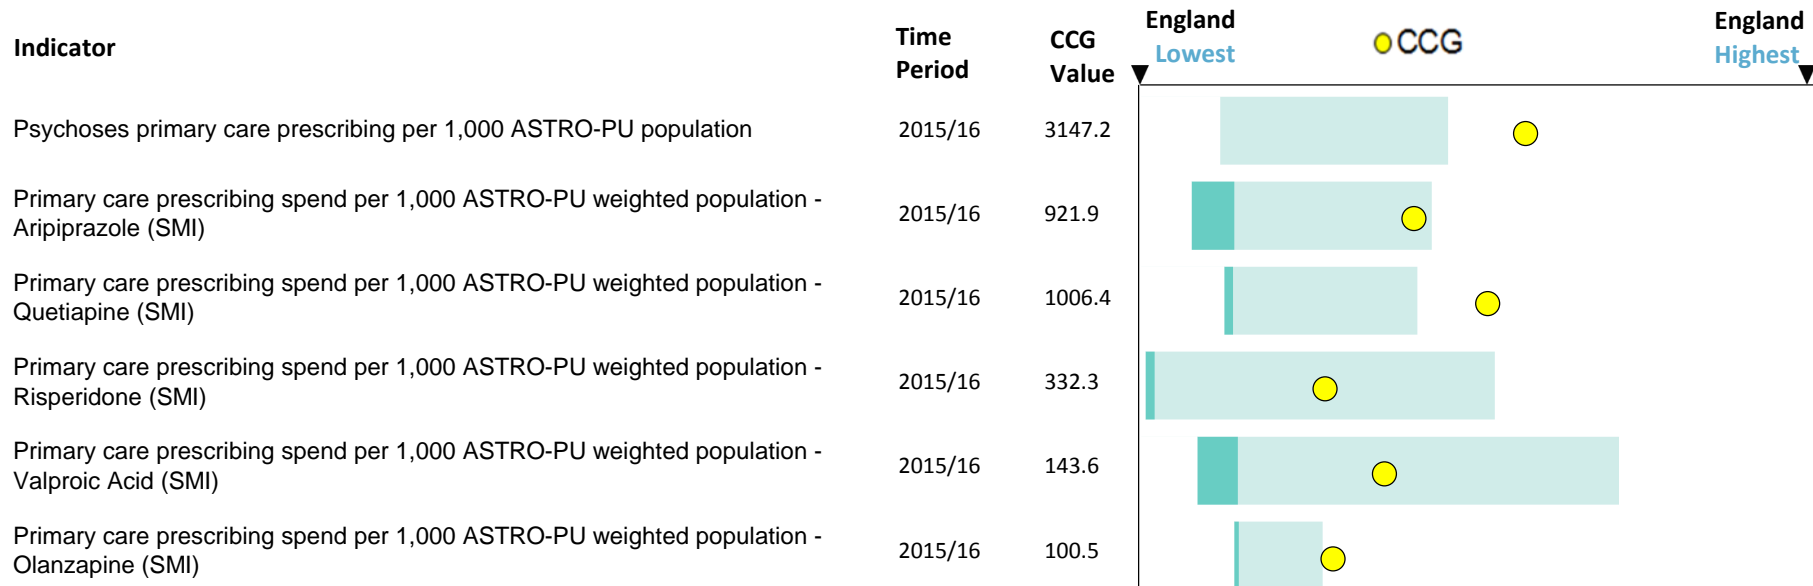 Indicator
Time
Period
CCG
Value
England
Lowest
CCG
England
Highest
Psychoses primary care prescribing per 1,000 ASTRO-PU population 2015/16 3147.2
Primary care prescribing spend per 1,000 ASTRO-PU weighted population -
Aripiprazole (SMI)
2015/16 921.9
Primary care prescribing spend per 1,000 ASTRO-PU weighted population -
Quetiapine (SMI)
2015/16 1006.4
Primary care prescribing spend per 1,000 ASTRO-PU weighted population -
Risperidone (SMI)
2015/16 332.3
Primary care prescribing spend per 1,000 ASTRO-PU weighted population -
Valproic Acid (SMI)
2015/16 143.6
Primary care prescribing spend per 1,000 ASTRO-PU weighted population -
Olanzapine (SMI)
2015/16 100.5